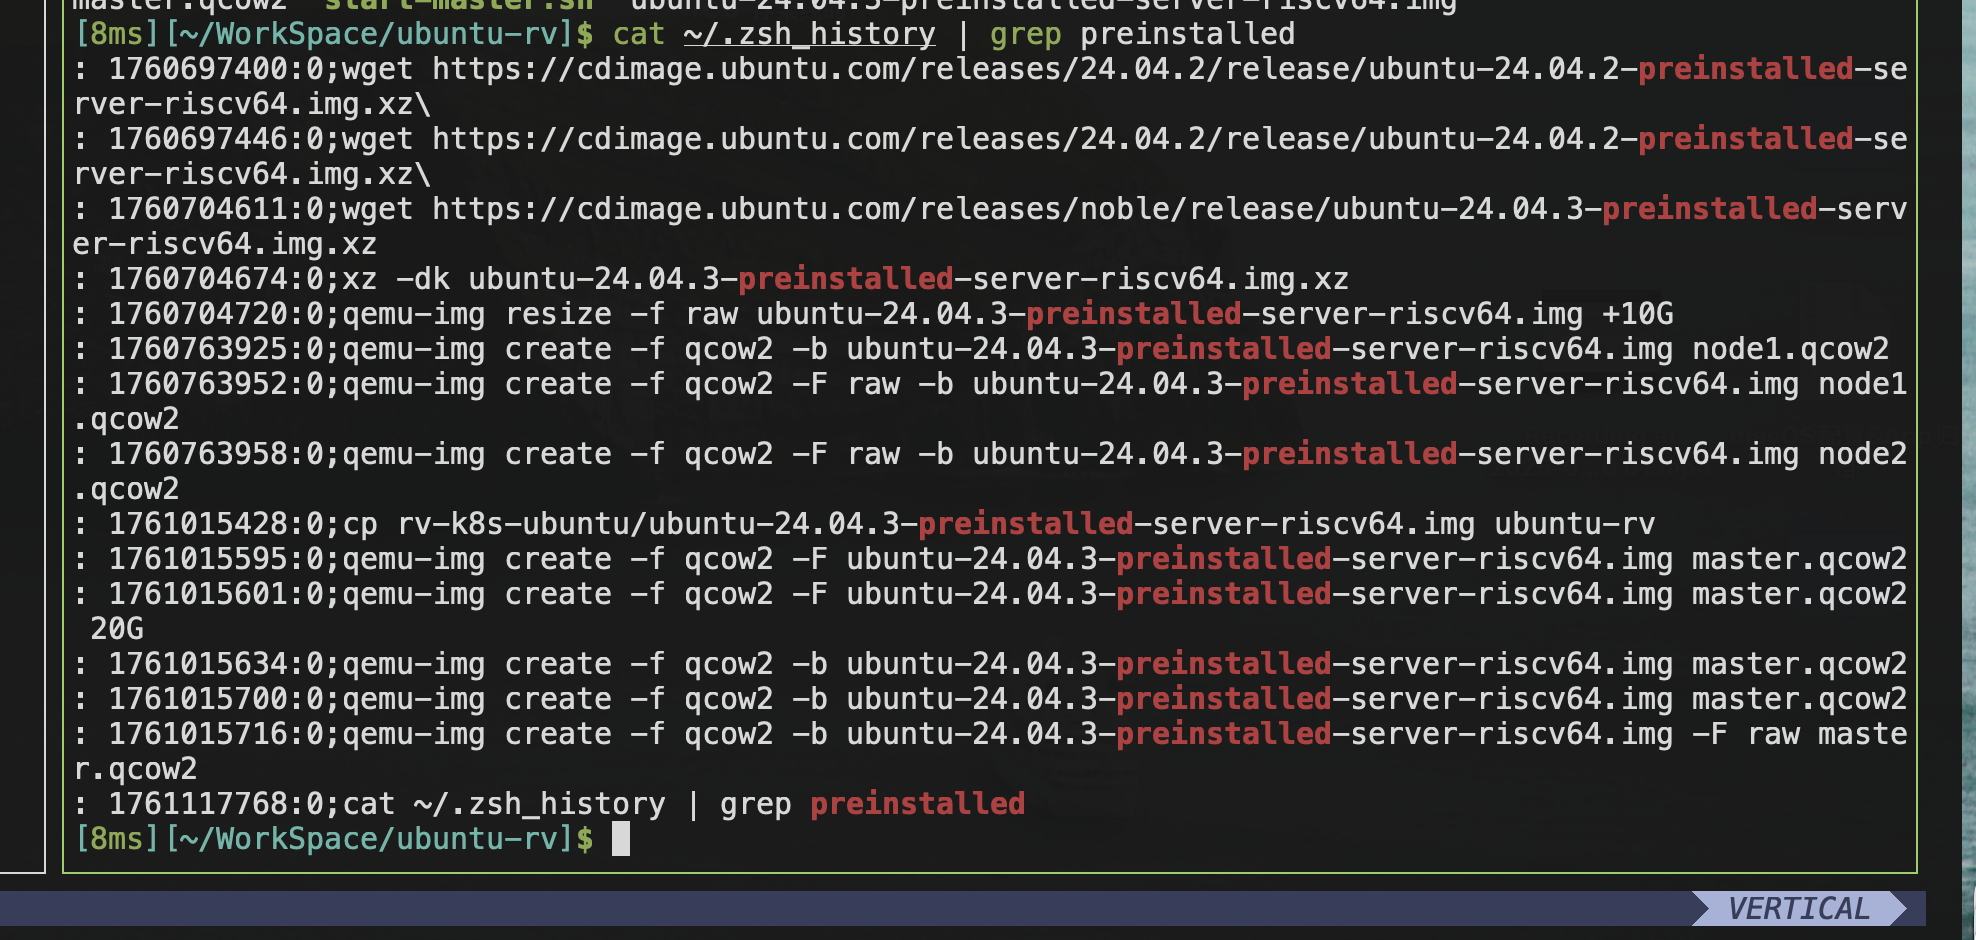 master.qcow2  start-master.sh  ubuntu-24.04.3-preinstalled-server-riscv64.img
[8ms][~/WorkSpace/ubuntu-rv]$ cat ~/.zsh_history | grep preinstalled
: 1760697400:0;wget https://cdimage.ubuntu.com/releases/24.04.2/release/ubuntu-24.04.2-preinstalled-se
rver-riscv64.img.xz\
: 1760697446:0;wget https://cdimage.ubuntu.com/releases/24.04.2/release/ubuntu-24.04.2-preinstalled-se
rver-riscv64.img.xz\
: 1760704611:0;wget https://cdimage.ubuntu.com/releases/noble/release/ubuntu-24.04.3-preinstalled-serv
er-riscv64.img.xz
: 1760704674:0;xz -dk ubuntu-24.04.3-preinstalled-server-riscv64.img.xz
: 1760704720:0;qemu-img resize -f raw ubuntu-24.04.3-preinstalled-server-riscv64.img +10G
: 1760763925:0;qemu-img create -f qcow2 -b ubuntu-24.04.3-preinstalled-server-riscv64.img node1.qcow2
: 1760763952:0;qemu-img create -f qcow2 -F raw -b ubuntu-24.04.3-preinstalled-server-riscv64.img node1
.qcow2
: 1760763958:0;qemu-img create -f qcow2 -F raw -b ubuntu-24.04.3-preinstalled-server-riscv64.img node2
.qcow2
: 1761015428:0;cp rv-k8s-ubuntu/ubuntu-24.04.3-preinstalled-server-riscv64.img ubuntu-rv
: 1761015595:0;qemu-img create -f qcow2 -F ubuntu-24.04.3-preinstalled-server-riscv64.img master.qcow2
: 1761015601:0;qemu-img create -f qcow2 -F ubuntu-24.04.3-preinstalled-server-riscv64.img master.qcow2
 20G
: 1761015634:0;qemu-img create -f qcow2 -b ubuntu-24.04.3-preinstalled-server-riscv64.img master.qcow2
: 1761015700:0;qemu-img create -f qcow2 -b ubuntu-24.04.3-preinstalled-server-riscv64.img master.qcow2
: 1761015716:0;qemu-img create -f qcow2 -b ubuntu-24.04.3-preinstalled-server-riscv64.img -F raw maste
r.qcow2
: 1761117768:0;cat ~/.zsh_history | grep preinstalled
[8ms][~/WorkSpace/ubuntu-rv]$
VERTICAL